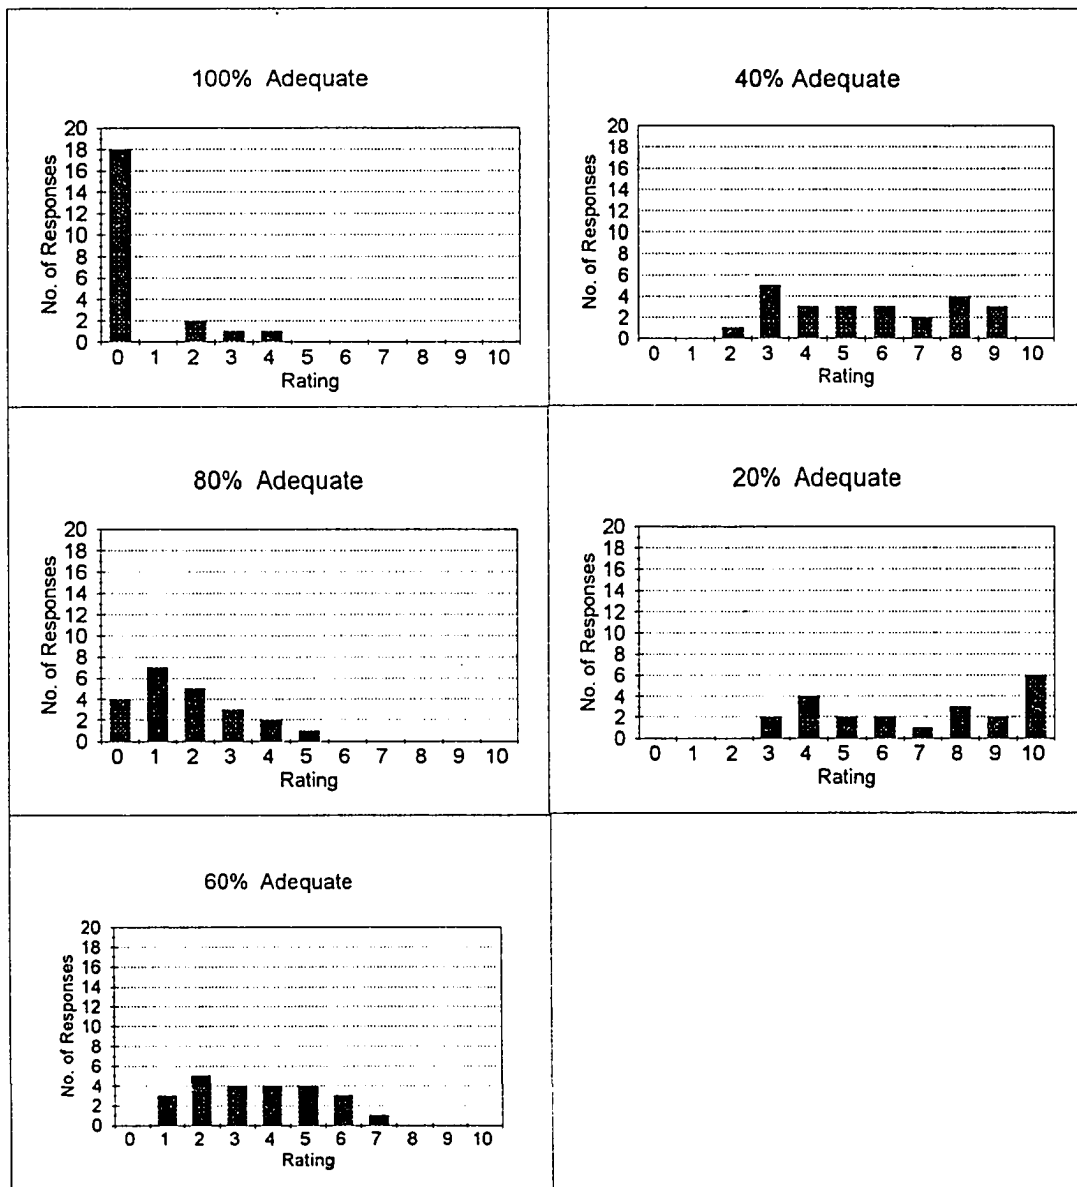 100% Adequate
No. of Responses
20
18
16
14
12
10
8
6
4
2
0
0 1 2 3 4 5 6 7 8 9 10
Rating
40% Adequate
No. of Responses
20
18
16
14
12
10
8
6
4
2
0
0 1 2 3 4 5 6 7 8 9 10
Rating
80% Adequate
No. of Responses
20
18
16
14
12
10
8
6
4
2
0
0 1 2 3 4 5 6 7 8 9 10
Rating
20% Adequate
No. of Responses
20
18
16
14
12
10
8
6
4
2
0
0 1 2 3 4 5 6 7 8 9 10
Rating
60% Adequate
No. of Responses
20
18
16
14
12
10
8
6
4
2
0
0 1 2 3 4 5 6 7 8 9 10
Rating